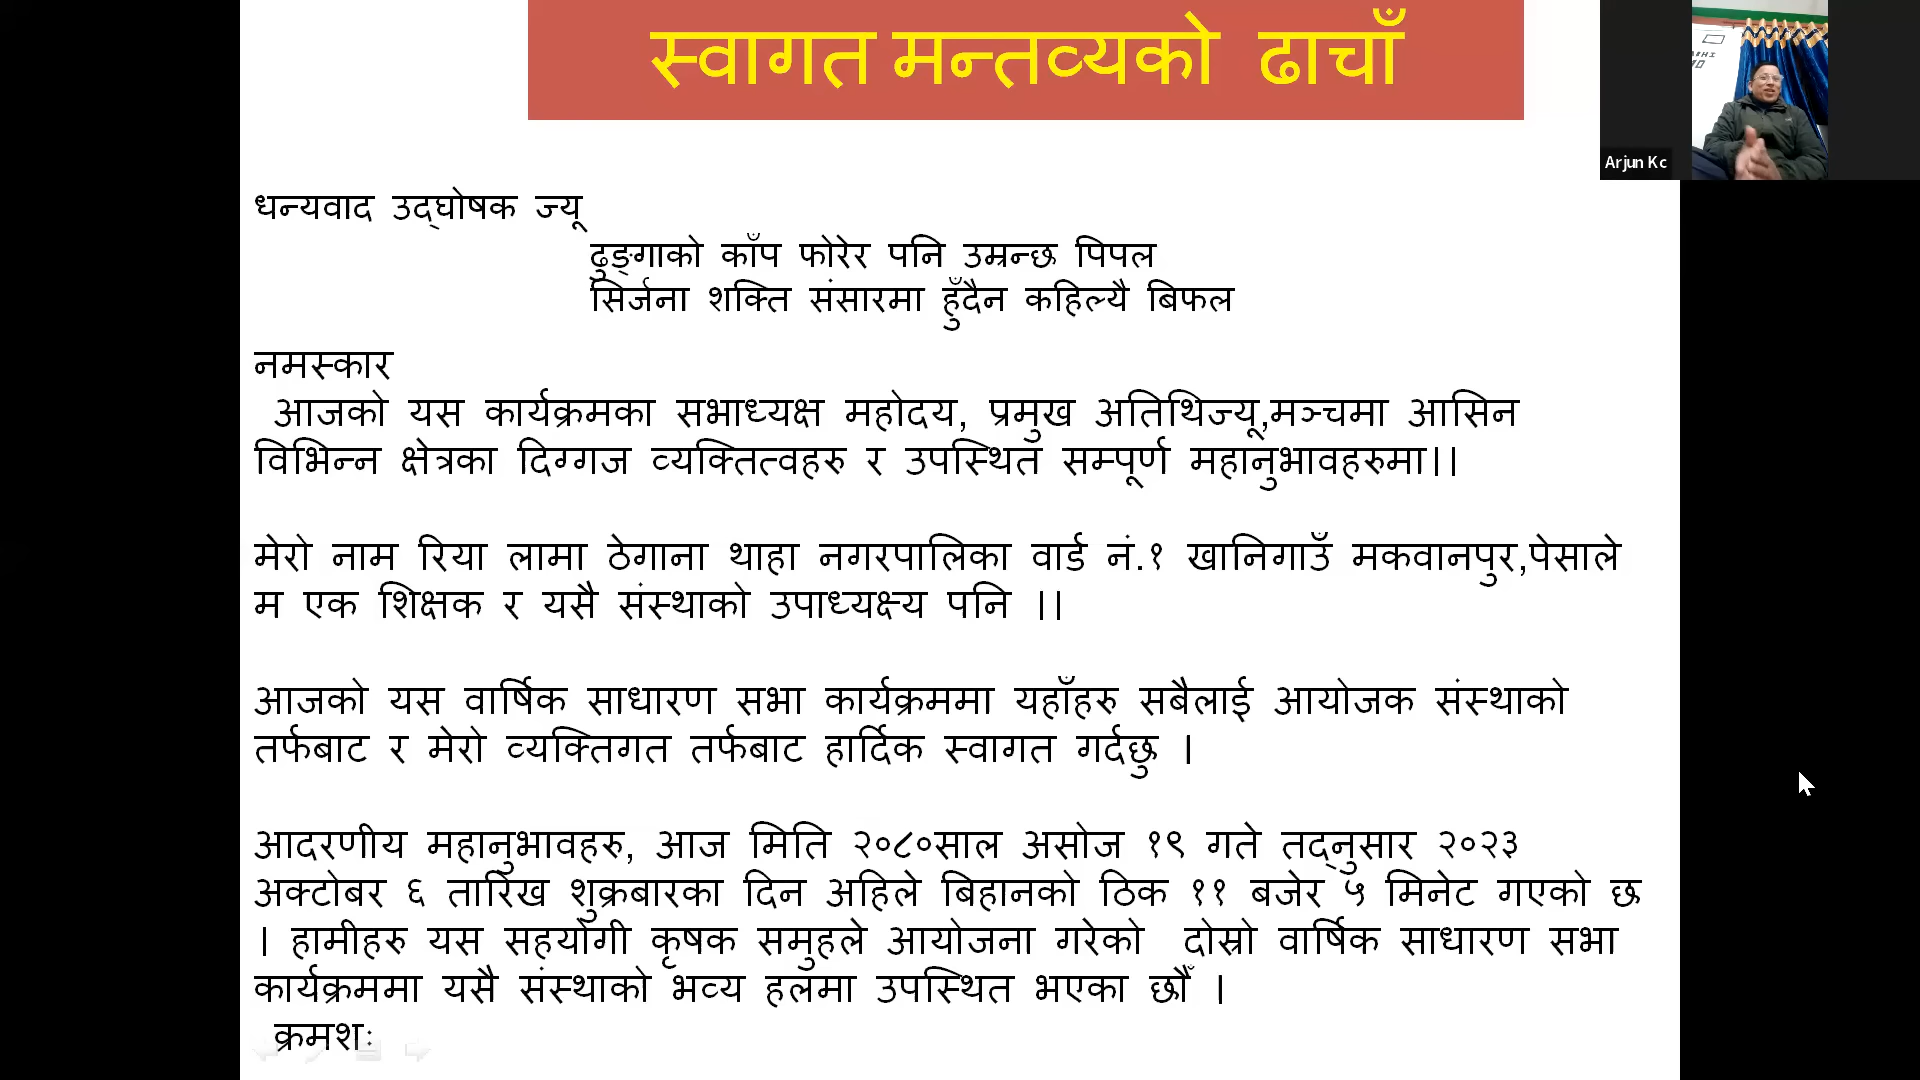 स्वागत मन्तव्यको ढाचाँ
Arjun Kc
धन्यवाद उद्घोषक ज्यू
ढुङ्गाको काँप फोरेर पनि उम्रन्छ पिपल
सिर्जना शक्ति संसारमा हुँदैन कहिल्यै बिफल
नमस्कार
आजको यस कार्यक्रमका सभाध्यक्ष महोदय, प्रमुख अतिथिज्यू,मञ्चमा आसिन
विभिन्न क्षेत्रका दिग्गज व्यक्तित्वहरु र उपस्थित सम्पूर्ण महानुभावहरुमा।।
मेरो नाम रिया लामा ठेगाना थाहा नगरपालिका वार्ड नं.१ खानिगाउँ मकवानपुर,पेसाले
म एक शिक्षक र यसै संस्थाको उपाध्यक्ष्य पनि ।।
आजको यस वार्षिक साधारण सभा कार्यक्रममा यहाँहरु सबैलाई आयोजक संस्थाको
तर्फबाट र मेरो व्यक्तिगत तर्फबाट हार्दिक स्वागत गर्दछु ।
आदरणीय महानुभावहरु, आज मिति २०८०साल असोज १९ गते तद्नुसार २०२३
अक्टोबर ६ तारिख शुक्रबारका दिन अहिले बिहानको ठिक ११ बजेर ५ मिनेट गएको छ
। हामीहरु यस सहयोगी कृषक समुहले आयोजना गरेको दोस्रो वार्षिक साधारण सभा
कार्यक्रममा यसै संस्थाको भव्य हलमा उपस्थित भएका छौँ ।
क्रमशः